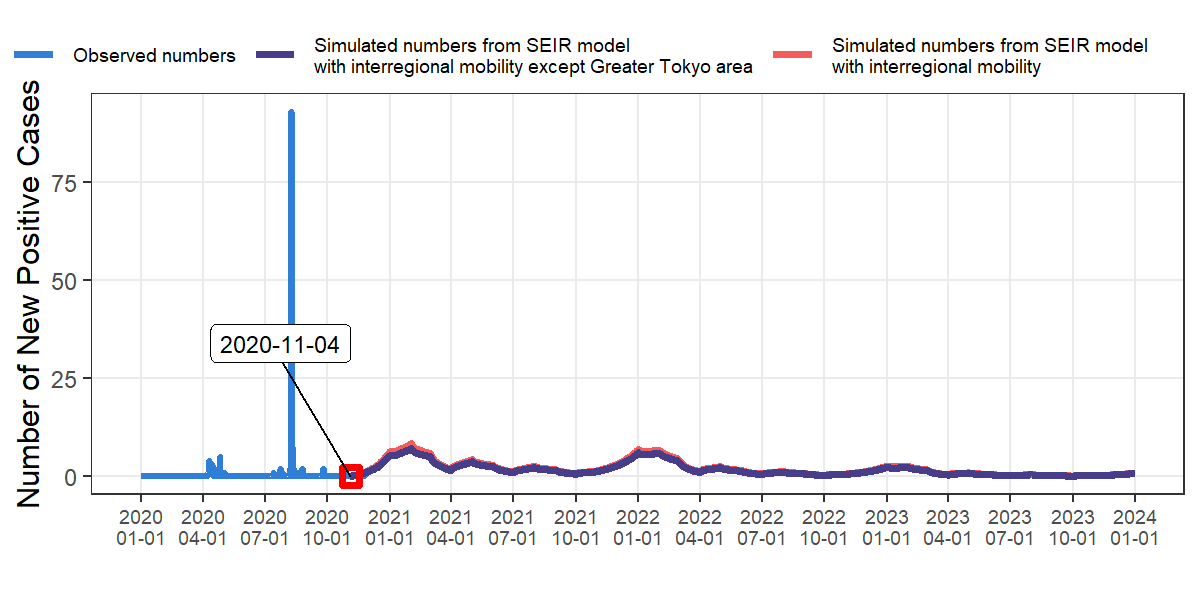 Observed numbers
Simulated numbers from SEIR model
with interregional mobility except Greater Tokyo area
Simulated numbers from SEIR model
with interregional mobility
Number of New Positive Cases
75
50
25
0
2020-11-04
2020 2020 2020 2020 2021 2021 2021 2021 2022 2022 2022 2022 2023 2023 2023 2023 2024
01-01 04-01 07-01 10-01 01-01 04-01 07-01 10-01 01-01 04-01 07-01 10-01 01-01 04-01 07-01 10-01 01-01